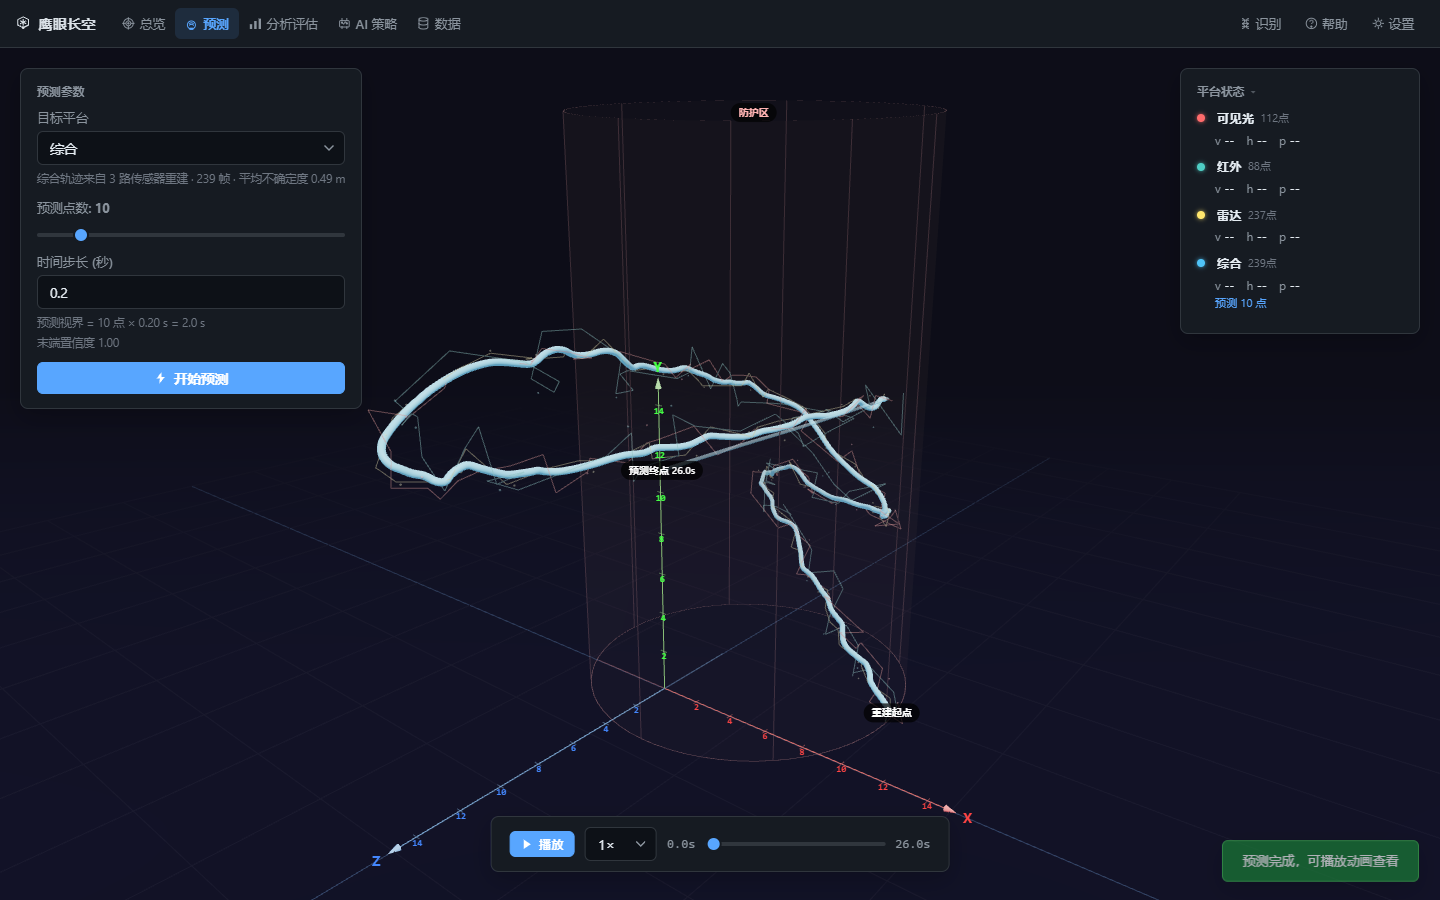 鹰眼长空 总览 预测 分析评估 AI 策略 数据 识别 帮助 设置
预测参数
目标平台
综合
综合轨迹来自 3 路传感器重建 · 239 帧 · 平均不确定度 0.49 m
预测点数: 10
时间步长 (秒)
0.2
预测视界 = 10 点 × 0.20 s = 2.0 s
末端置信度 1.00
开始预测
防护区
Y
14
12
预测终点 26.0s
10
8
6
4
2
重建起点
2
4
6
8
10
12
14
X
2
4
6
8
10
12
14
Z
平台状态 -
可见光 112点
v -- h -- p --
红外 88点
v -- h -- p --
雷达 237点
v -- h -- p --
综合 239点
v -- h -- p --
预测 10 点
播放 1× 0.0s 26.0s
预测完成，可播放动画查看